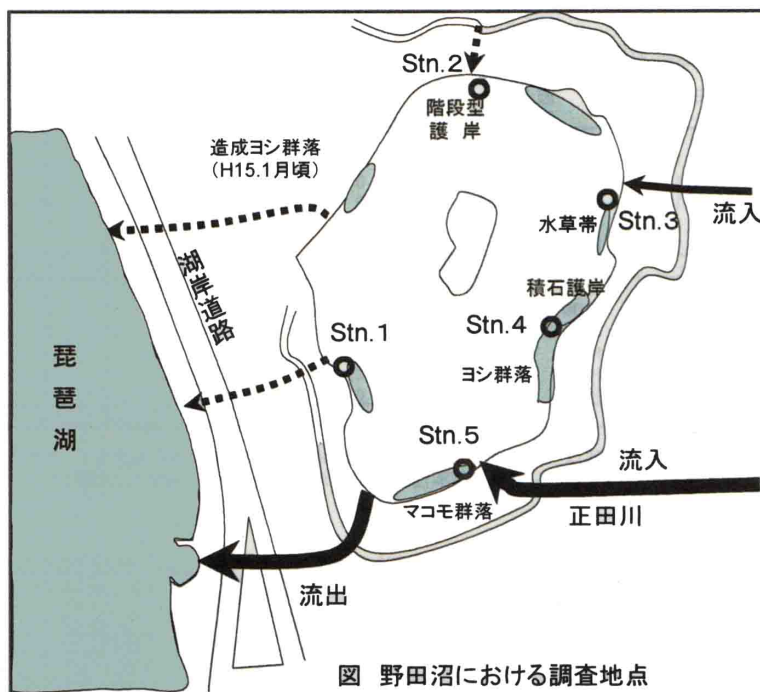 Stn.2
階段型
護 岸
造成ヨシ群落
(H15.1月頃)
流入
Stn.3
水草帯
湖岸道路
積石護岸
Stn.4
Stn.1
琵琶湖
ヨシ群落
Stn.5
流入
マコモ群落
正田川
流出
図 野田沼における調査地点